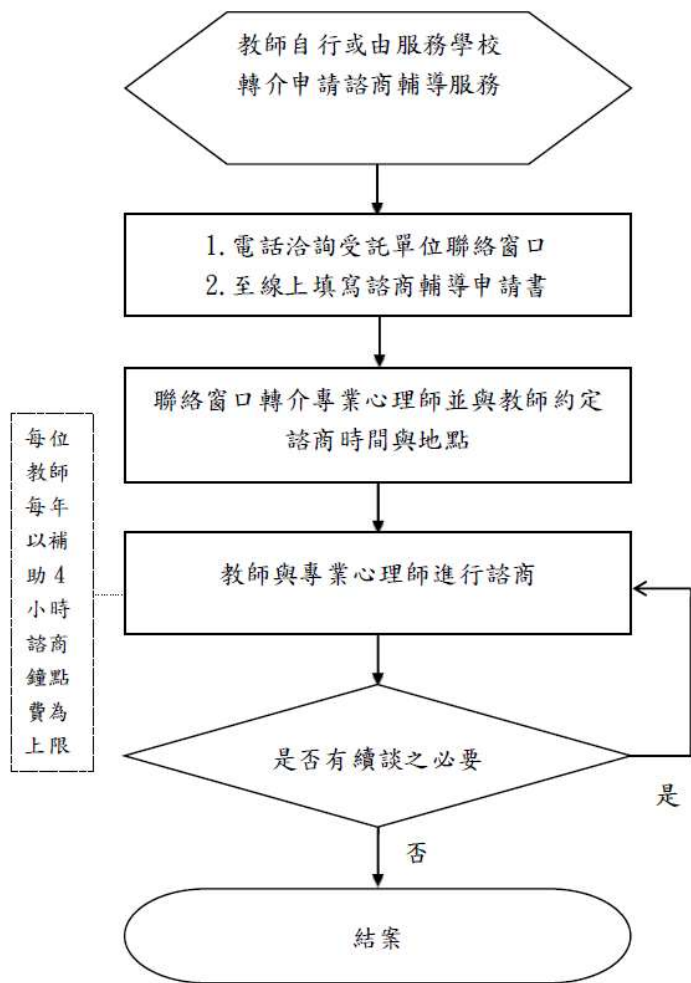 教師自行或由服務學校
轉介申請諮商輔導服務
1.電話洽詢受託單位聯絡窗口
2.至線上填寫諮商輔導申請書
聯絡窗口轉介專業心理師並與教師約定
諮商時間與地點
每位
教師
每年
以補
助4
小時
諮商
鐘點
費為
上限
教師與專業心理師進行諮商
是否有續談之必要
是
否
結案